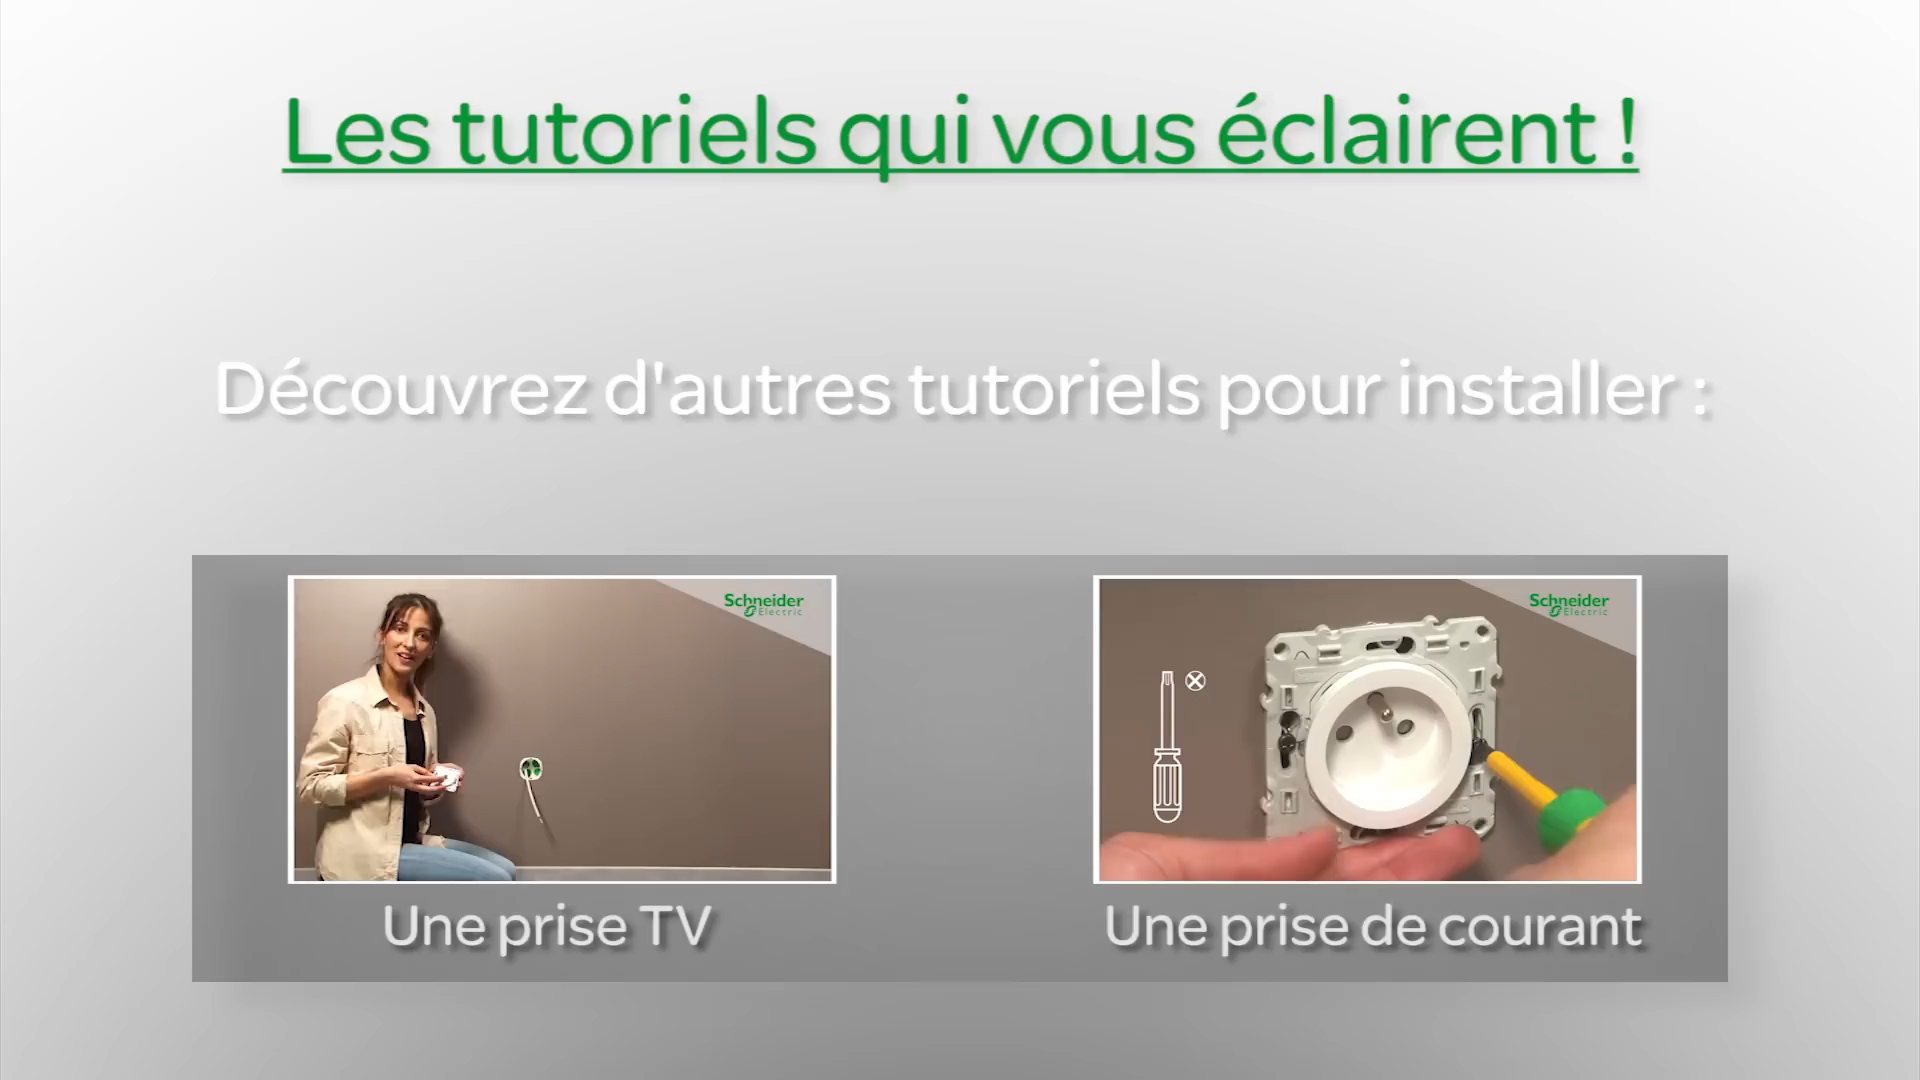 Les tutoriels qui vous éclairent !
Découvrez d'autres tutoriels pour installer :
Schneider
Electric
Schneider
Electric
Une prise TV
Une prise de courant